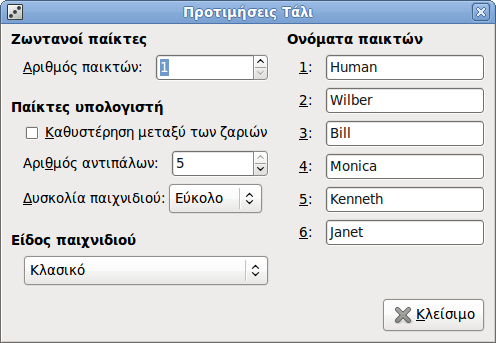 Προτιμήσεις Τάλι
Ζωντανοί παίκτες
Αριθμός παικτών: 1
Παίκτες υπολογιστή
Καθυστέρηση μεταξύ των ζαριών
Αριθμός αντιπάλων: 5
Δυσκολία παιχνιδιού: Εύκολο
Είδος παιχνιδιού
Κλασικό
Ονόματα παικτών
1: Human
2: Wilber
3: Bill
4: Monica
5: Kenneth
6: Janet
Κλείσιμο